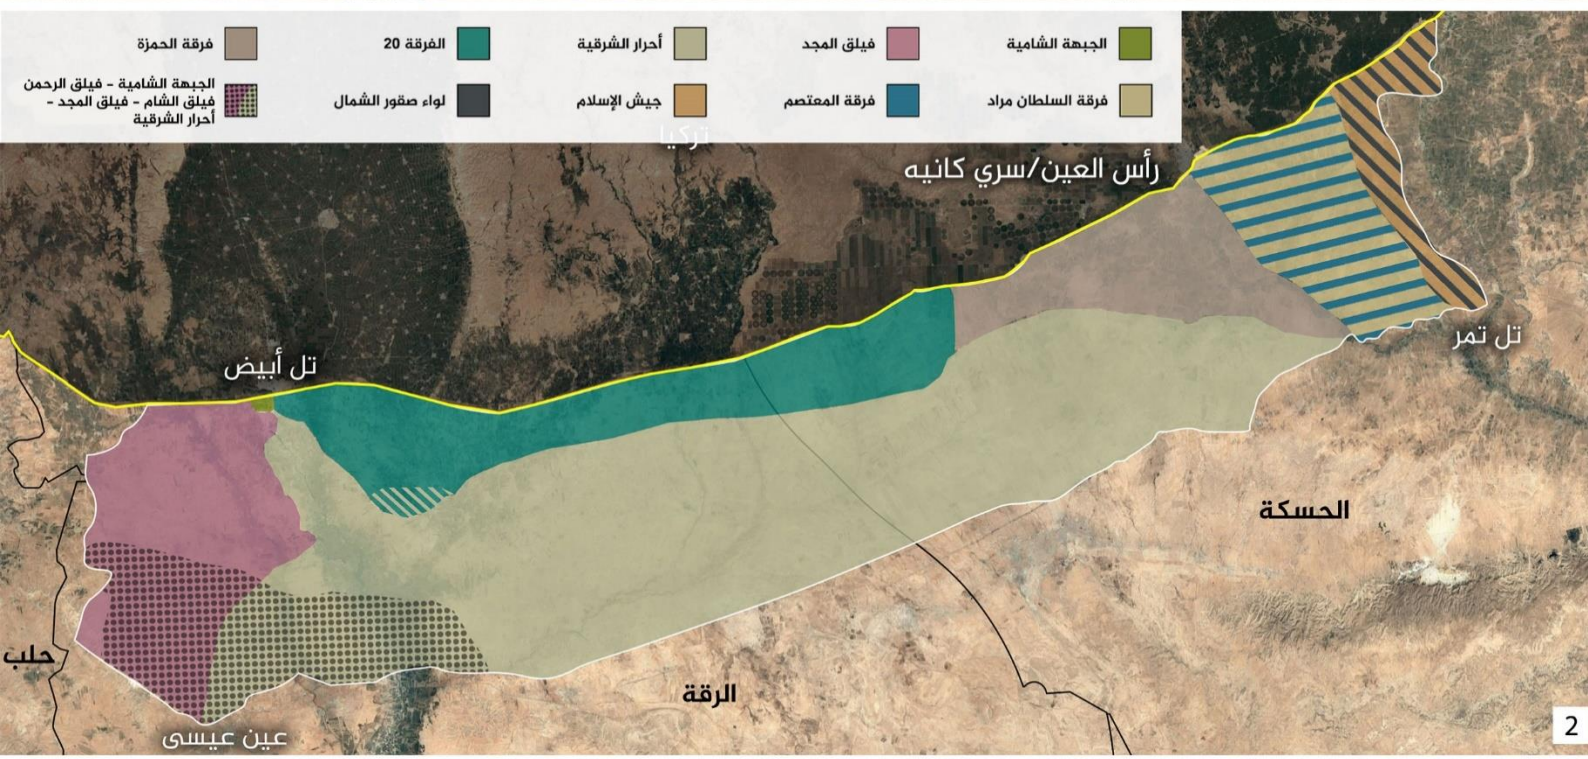 الجبهة الشامية
فيلق المجد
أحرار الشرقية
الفرقة 20
فرقة الحمزة
فرقة السلطان مراد
فرقة المعتصم
جيش الإسلام
لواء صقور الشمال
الجبهة الشامية - فيلق الرحمن
فيلق الشام - فيلق المجد -
أحرار الشرقية
تركيا
رأس العين/سري كانيه
تل تمر
تل أبيض
الحسكة
حلب
الرقة
عين عيسى
2